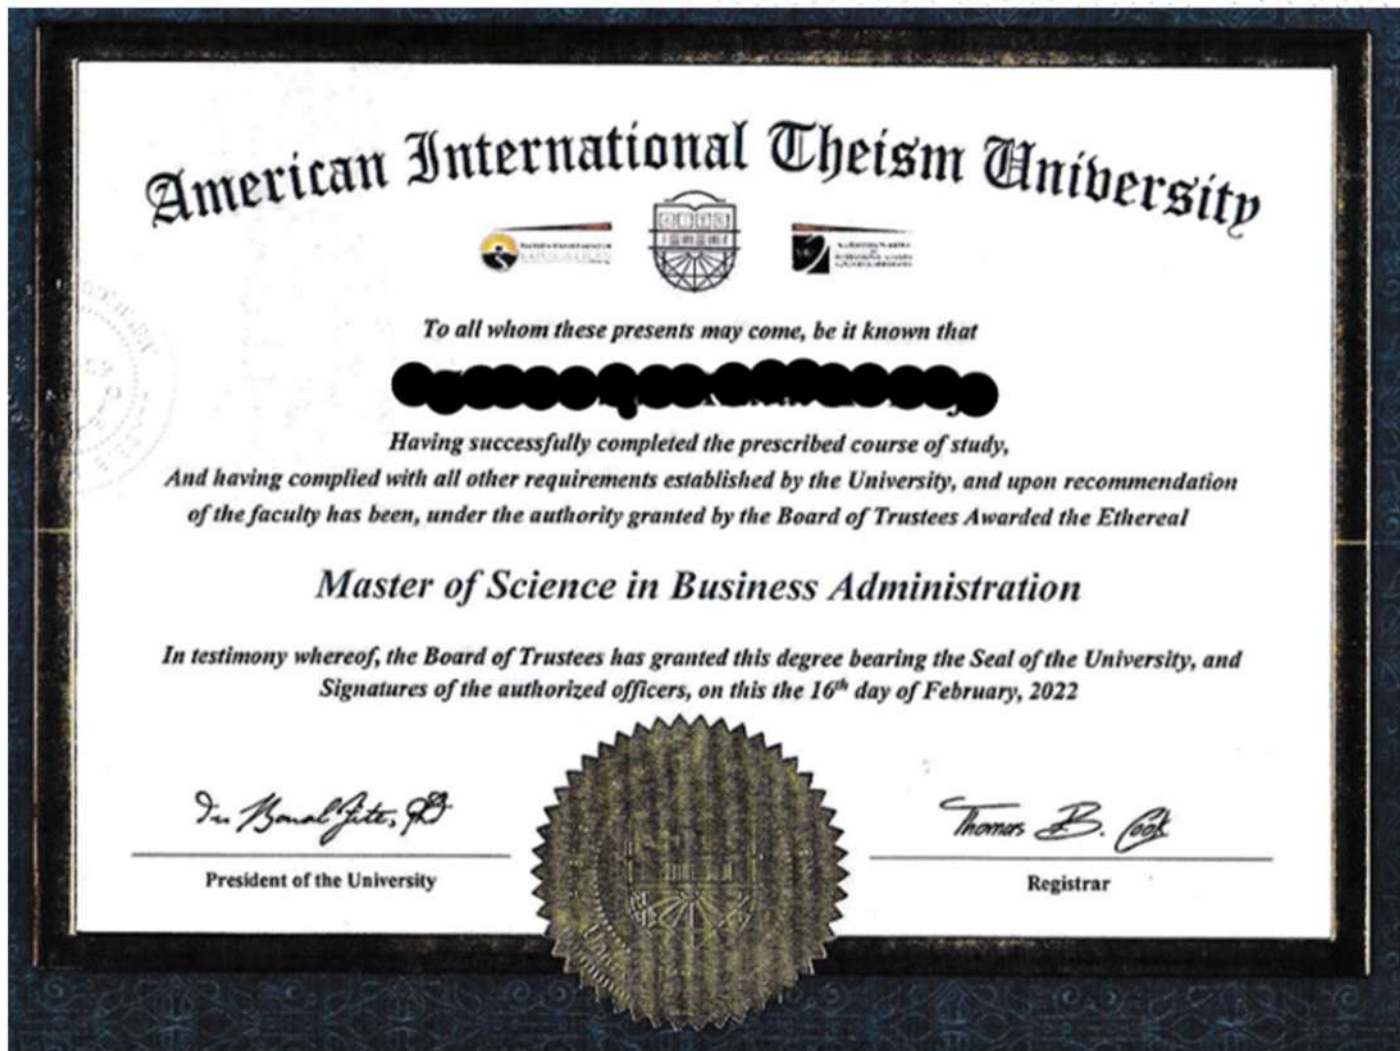 American International Theism University
To all whom these presents may come, be it known that
Having successfully completed the prescribed course of study,
And having complied with all other requirements established by the University, and upon recommendation
of the faculty has been, under the authority granted by the Board of Trustees Awarded the Ethereal
Master of Science in Business Administration
In testimony whereof, the Board of Trustees has granted this degree bearing the Seal of the University, and
Signatures of the authorized officers, on this the 16th day of February, 2022
Thomas B. Cook
President of the University
Registrar